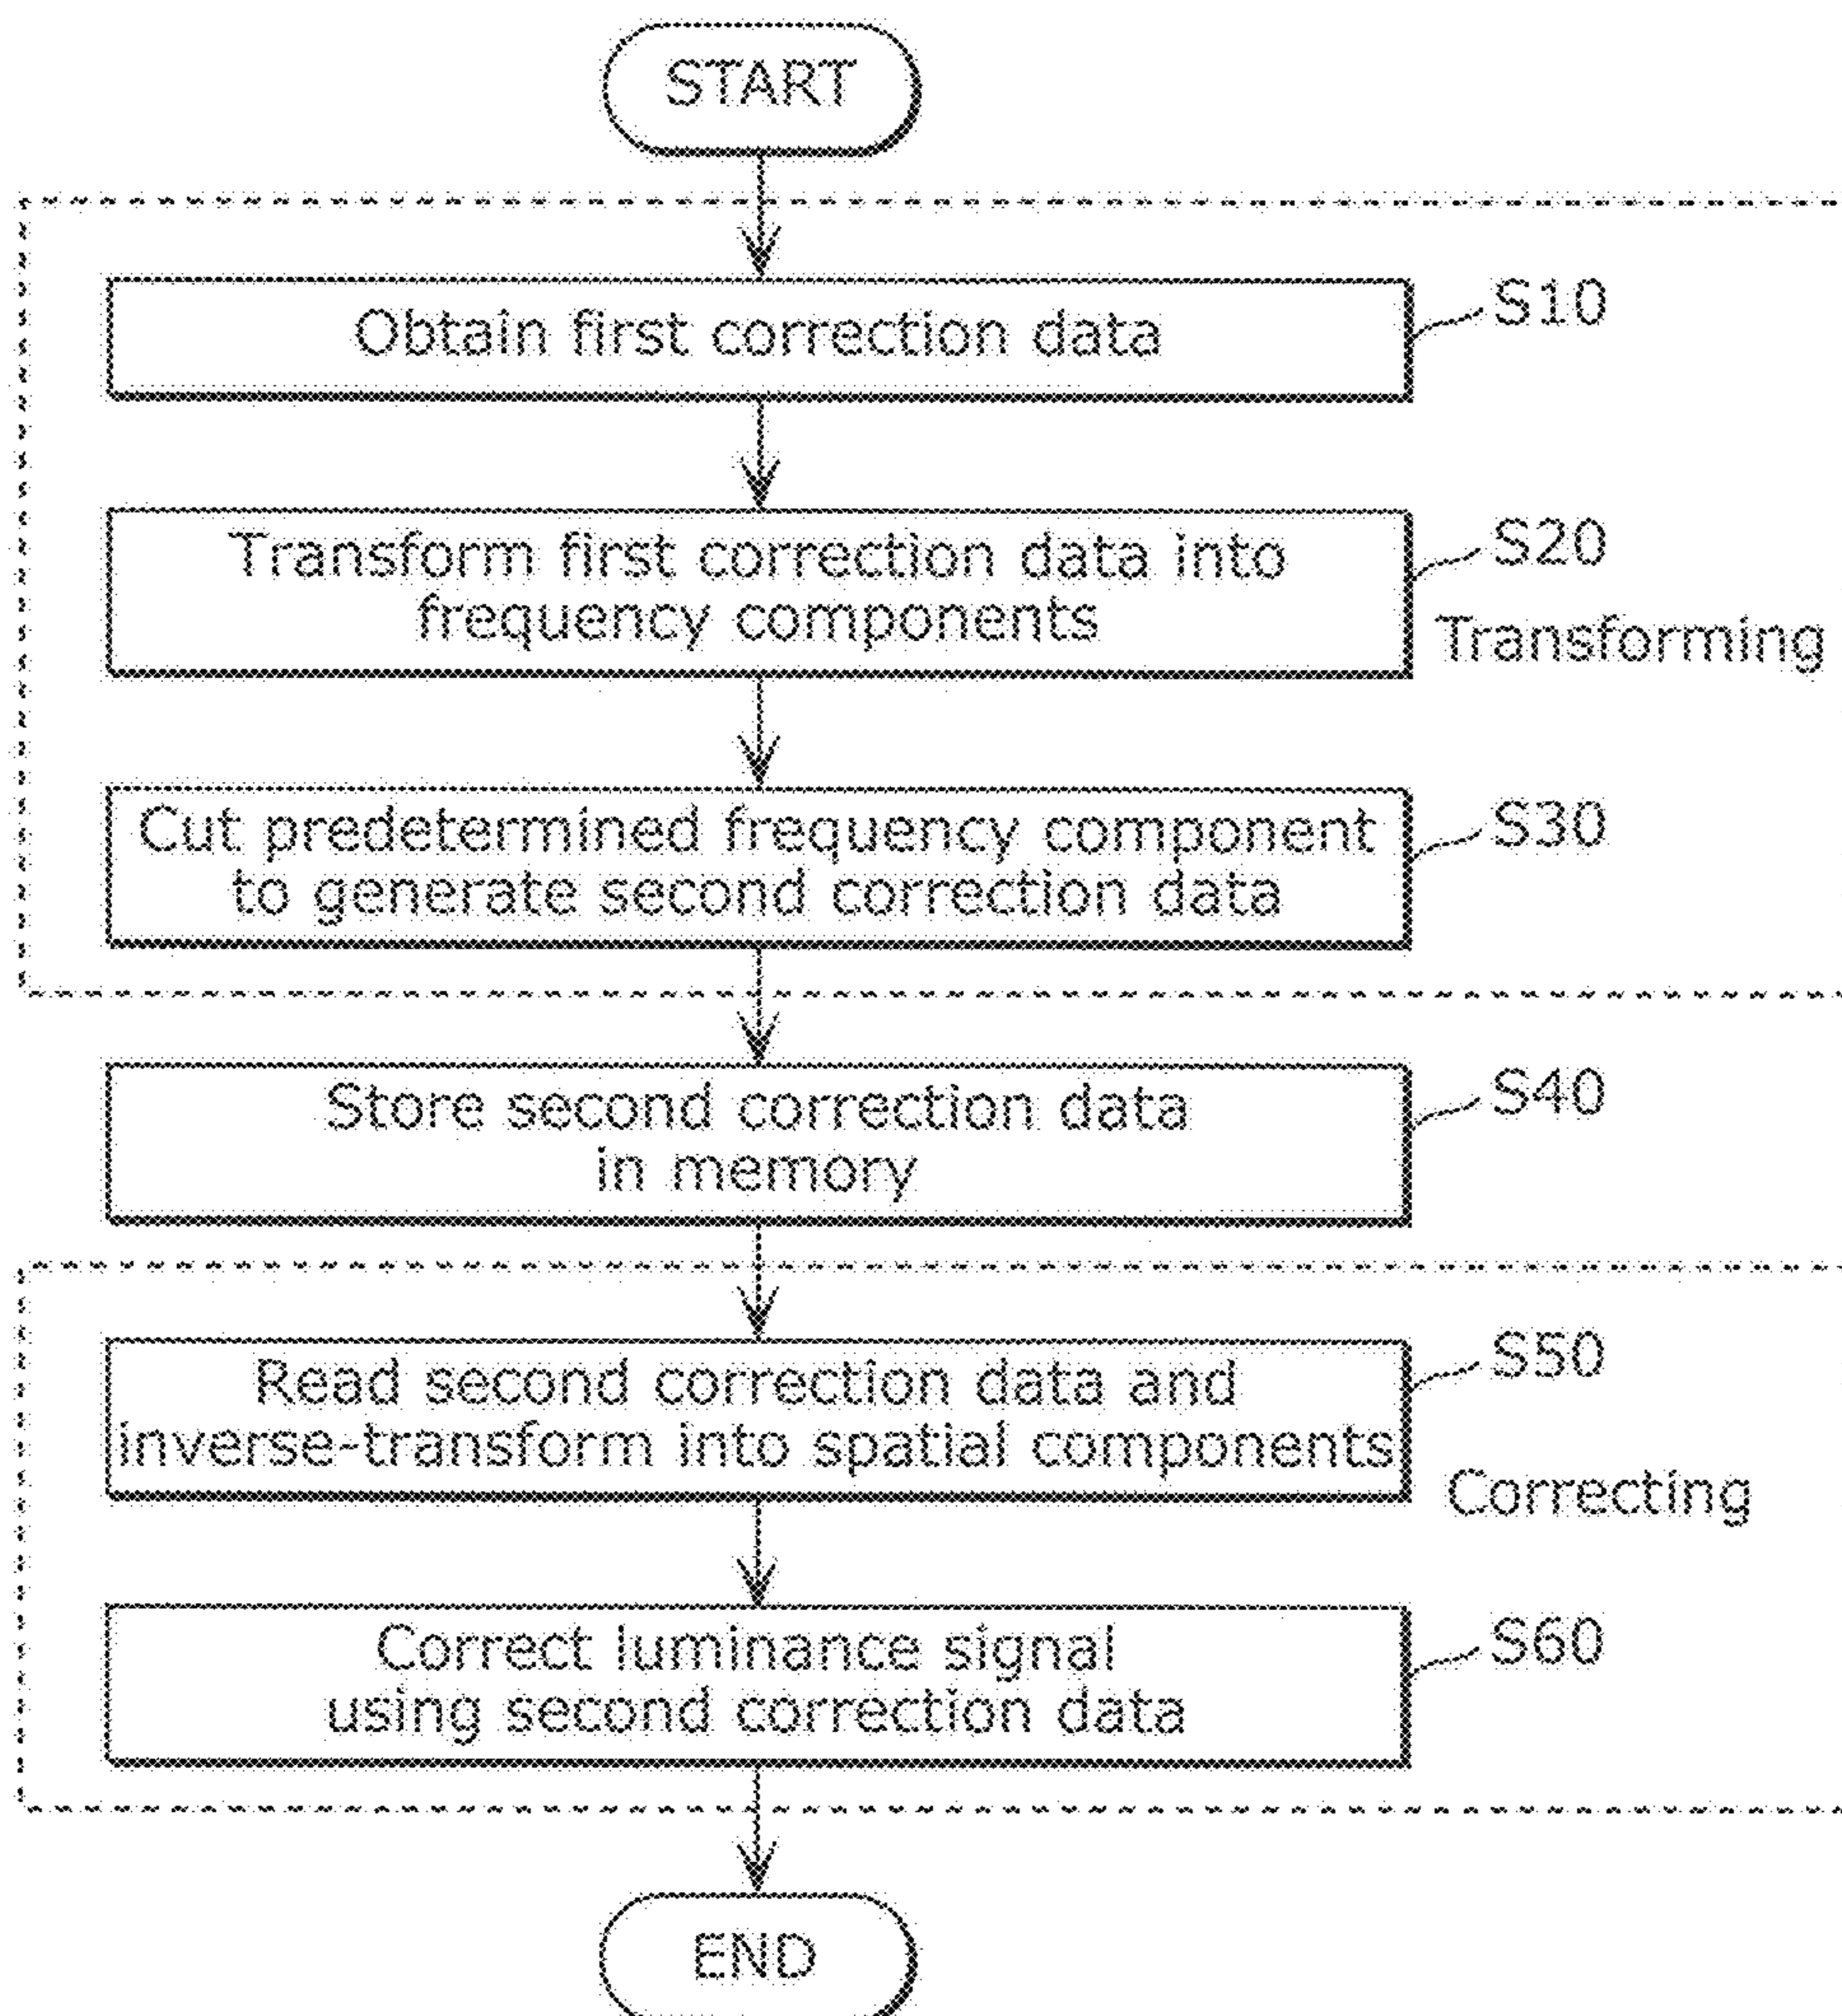 START
Obtain first correction data
S10
Transform first correction data into
frequency components
S20
Transforming
Cut predetermined frequency component
to generate second correction data
S30
Store second correction data
in memory
S40
Read second correction data and
inverse-transform into spatial components
S50
Correcting
Correct luminance signal
using second correction data
S60
END